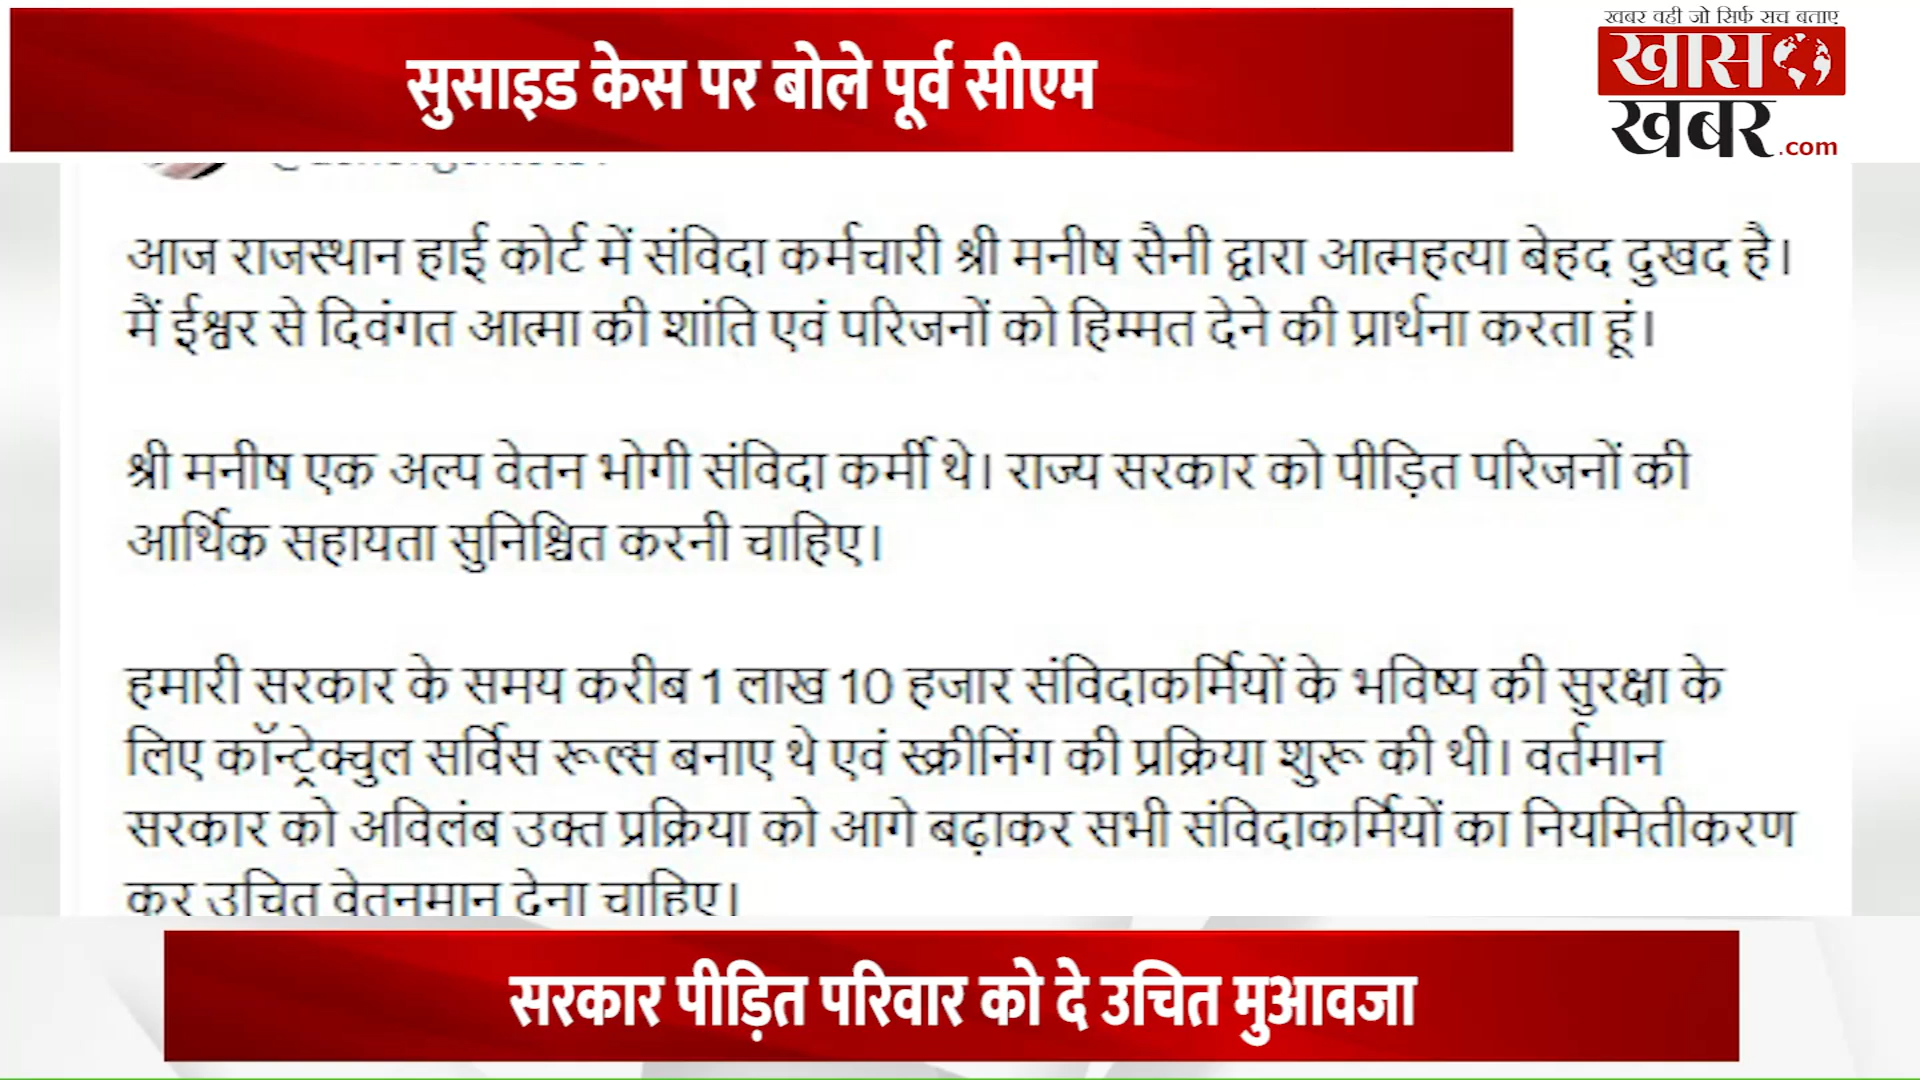 सुसाइड केस पर बोले पूर्व सीएम
खबर वही जो सिर्फ सच बताए
खास
खबर.com
आज राजस्थान हाई कोर्ट में संविदा कर्मचारी श्री मनीष सैनी द्वारा आत्महत्या बेहद दुखद है।
मैं ईश्वर से दिवंगत आत्मा की शांति एवं परिजनों को हिम्मत देने की प्रार्थना करता हूं।
श्री मनीष एक अल्प वेतन भोगी संविदा कर्मी थे। राज्य सरकार को पीड़ित परिजनों की
आर्थिक सहायता सुनिश्चित करनी चाहिए।
हमारी सरकार के समय करीब 1 लाख 10 हजार संविदाकर्मियों के भविष्य की सुरक्षा के
लिए कॉन्ट्रेक्चुल सर्विस रूल्स बनाए थे एवं स्क्रीनिंग की प्रक्रिया शुरू की थी। वर्तमान
सरकार को अविलंब उक्त प्रक्रिया को आगे बढ़ाकर सभी संविदाकर्मियों का नियमितीकरण
कर उचित वेतनमान देना चाहिए।
सरकार पीड़ित परिवार को दे उचित मुआवजा